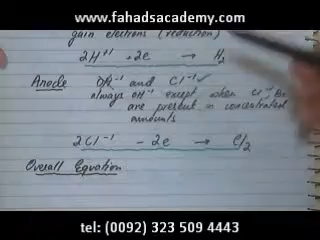 www.fahadsacademy.com
gain electrons (reduction)
2H⁺¹ + 2e → H₂
Anode OH⁻¹ and Cl⁻¹ ✓
always OH⁻¹ except when Cl⁻¹, Br
are present in concentrated
amounts
2Cl⁻¹ - 2e → Cl₂
Overall Equation
tel: (0092) 323 509 4443